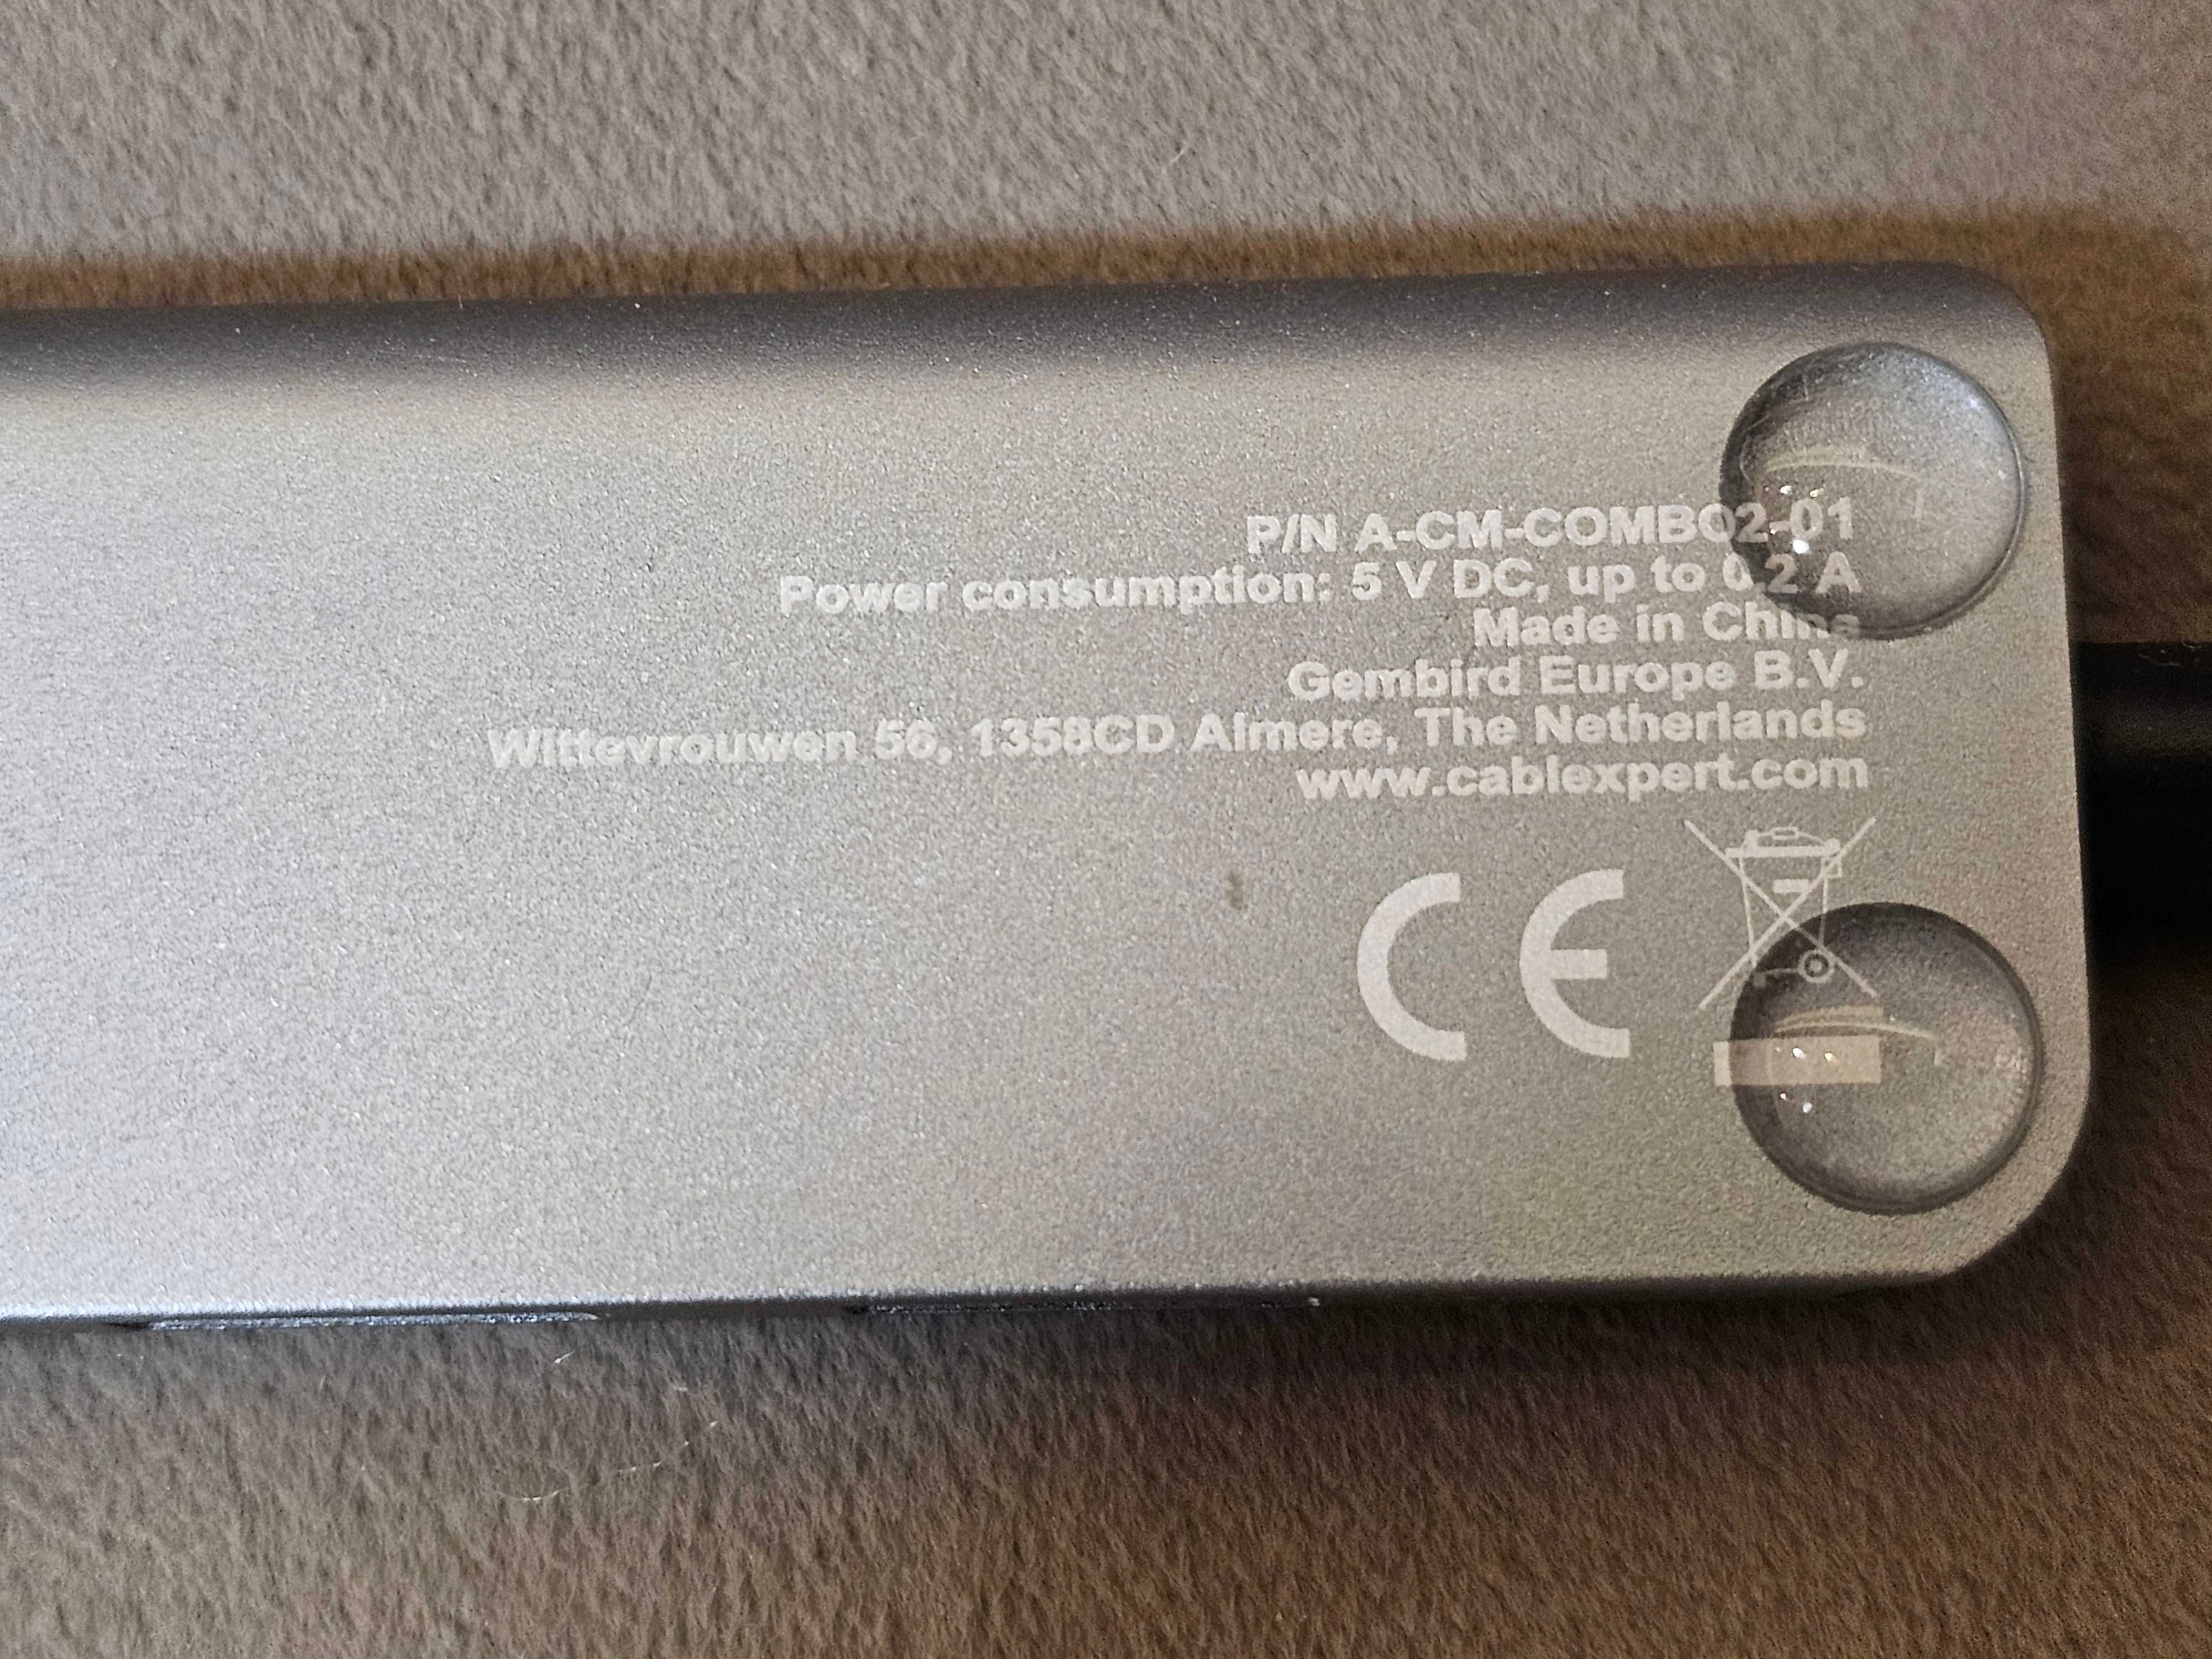 P/N A-CM-COMBO2-01
Power consumption: 5 V DC, up to 0.2 A
Made in China
Gembird Europe B.V.
Wittevrouwen 56, 1358CD Almere, The Netherlands
www.cablexpert.com
CE